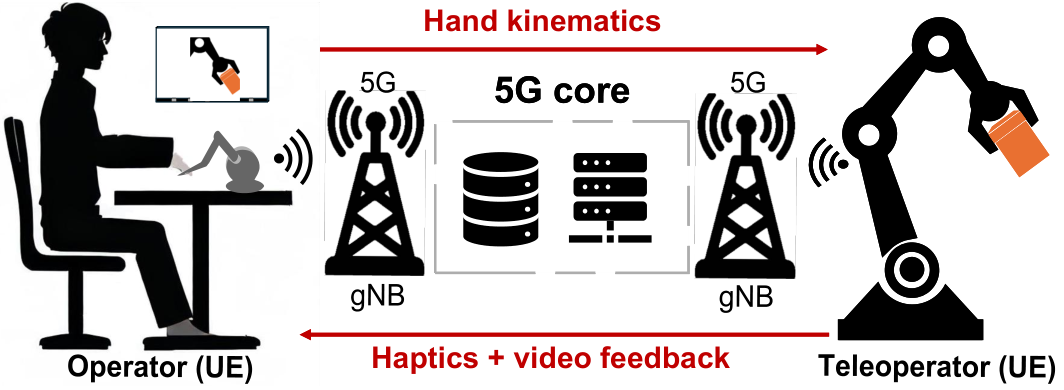 Hand kinematics
5G
5G core
5G
gNB
gNB
Haptics + video feedback
Operator (UE)
Teleoperator (UE)